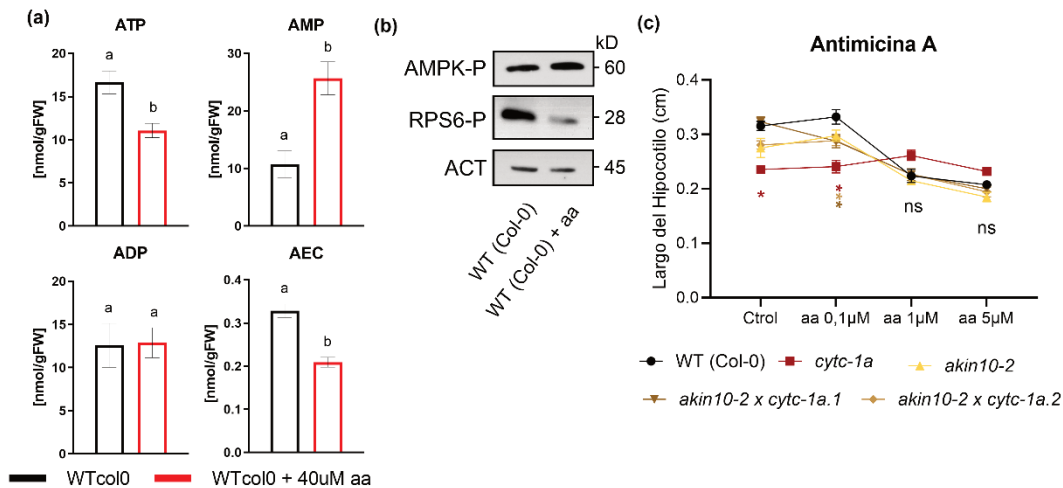 (a)
ATP
AMP
[nmol/gFW]
20
15
10
5
0
a
b
[nmol/gFW]
40
30
20
10
0
a
b
ADP
AEC
[nmol/gFW]
20
15
10
5
0
a
a
[nmol/gFW]
0.4
0.3
0.2
0.1
0.0
a
b
WTcol0
WTcol0 + 40uM aa
(b)
kD
AMPK-P
60
RPS6-P
28
ACT
45
WT (Col-0)
WT (Col-0) + aa
(c)
Antimicina A
Largo del Hipocotilo (cm)
0.4
0.3
0.2
0.1
0.0
*
*
*
*
ns
ns
Ctrol
aa 0,1µM
aa 1µM
aa 5µM
WT (Col-0)
cytc-1a
akin10-2
akin10-2 x cytc-1a.1
akin10-2 x cytc-1a.2